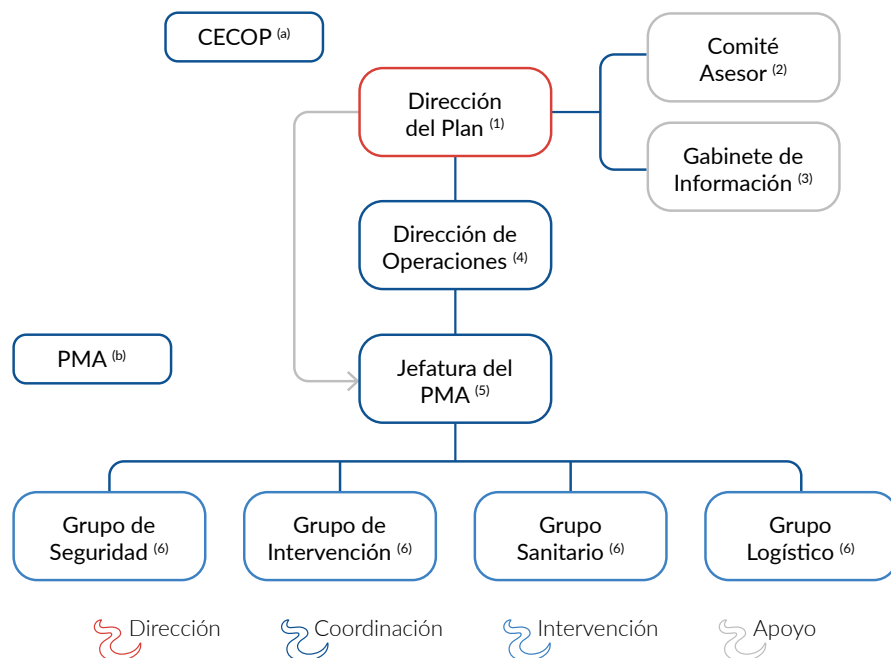 CECOP (a)
Comité
Asesor (2)
Dirección
del Plan (1)
Gabinete de
Información (3)
Dirección de
Operaciones (4)
PMA (b)
Jefatura del
PMA (5)
Grupo de
Seguridad (6)
Grupo de
Intervención (6)
Grupo
Sanitario (6)
Grupo
Logístico (6)
Dirección
Coordinación
Intervención
Apoyo